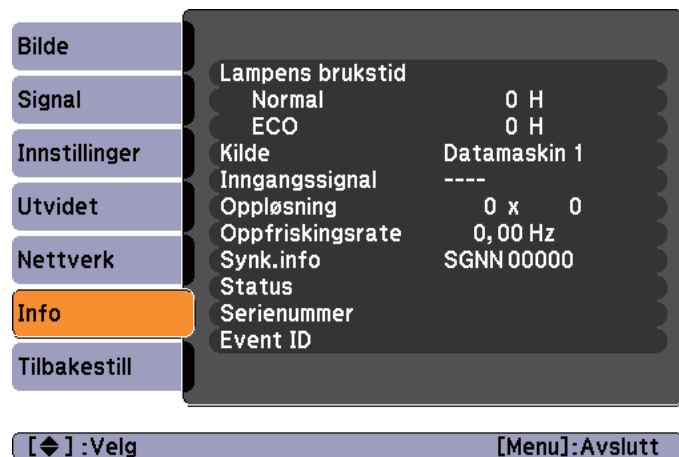 Bilde
Signal
Innstillinger
Utvidet
Nettverk
Info
Tilbakestill
Lampens brukstid
Normal 0 H
ECO 0 H
Kilde Datamaskin 1
Inngangssignal ----
Oppløsning 0 x 0
Oppfriskingsrate 0,00 Hz
Synk.info SGNN 00000
Status
Serienummer
Event ID
[◆] :Velg [Menu]:Avslutt